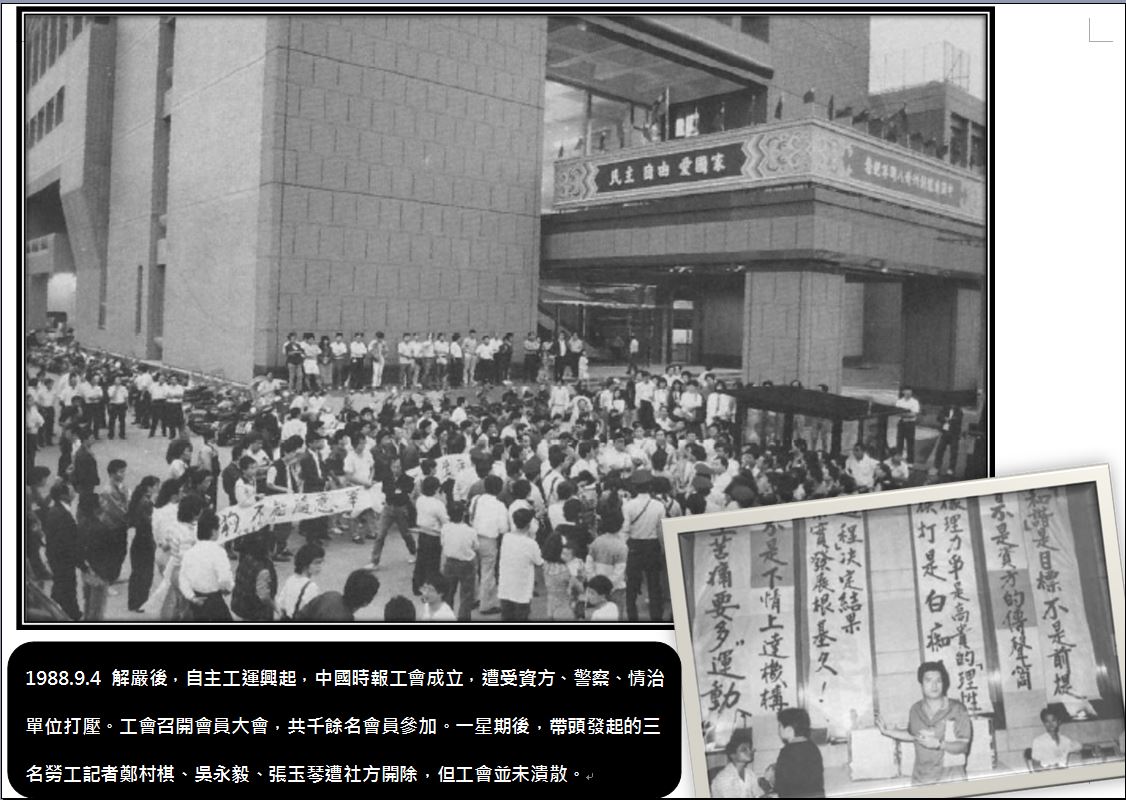 民主 自由 愛國家
和諧是目標 不是前提
不是資方的傳聲筒
理力爭是高貴的「理性」
挨打是白痴
程決定結果
實發展根基久！
不是下情上達機構
苦痛要多"運動"
1988.9.4 解嚴後，自主工運興起，中國時報工會成立，遭受資方、警察、情治
單位打壓。工會召開會員大會，共千餘名會員參加。一星期後，帶頭發起的三
名勞工記者鄭村棋、吳永毅、張玉琴遭社方開除，但工會並未潰散。